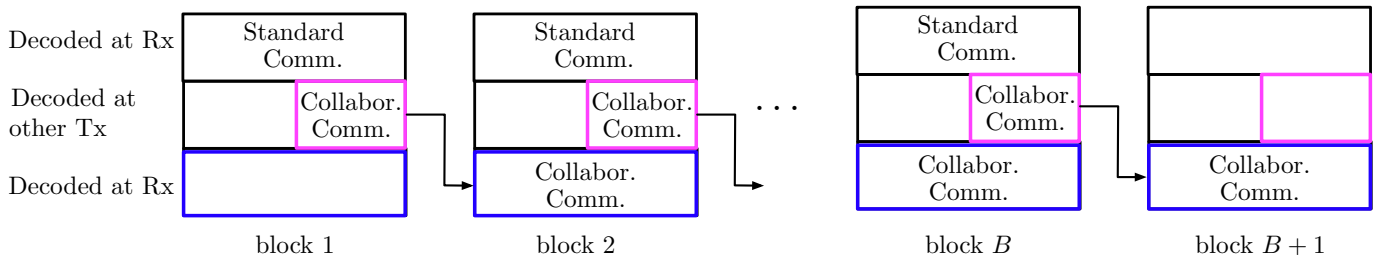 Decoded at Rx
Standard
Comm.
Standard
Comm.
Standard
Comm.
Decoded at
other Tx
Collabor.
Comm.
Collabor.
Comm.
. . .
Collabor.
Comm.
Decoded at Rx
Collabor.
Comm.
Collabor.
Comm.
Collabor.
Comm.
block 1
block 2
block B
block B + 1